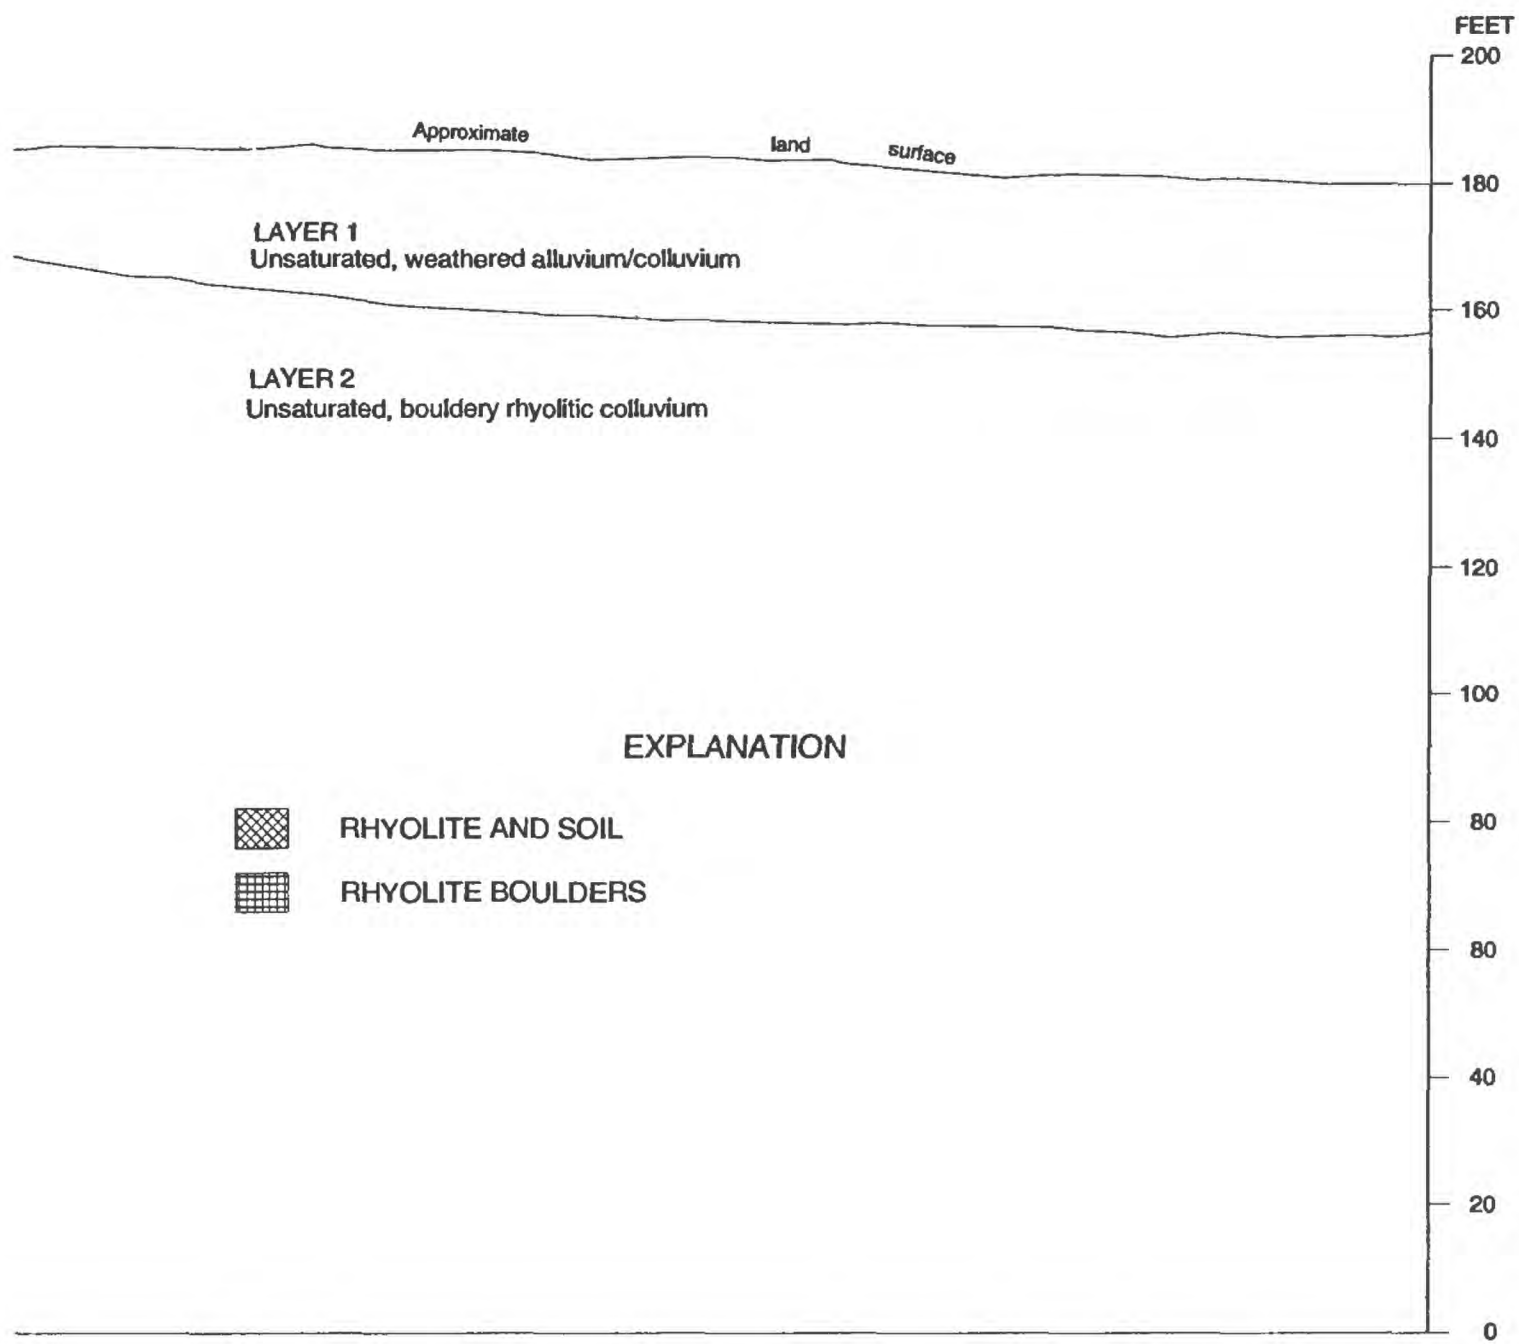 FEET
200
Approximate land surface
180
LAYER 1
Unsaturated, weathered alluvium/colluvium
160
LAYER 2
Unsaturated, bouldery rhyolitic colluvium
140
120
100
EXPLANATION
RHYOLITE AND SOIL
80
RHYOLITE BOULDERS
80
40
20
0